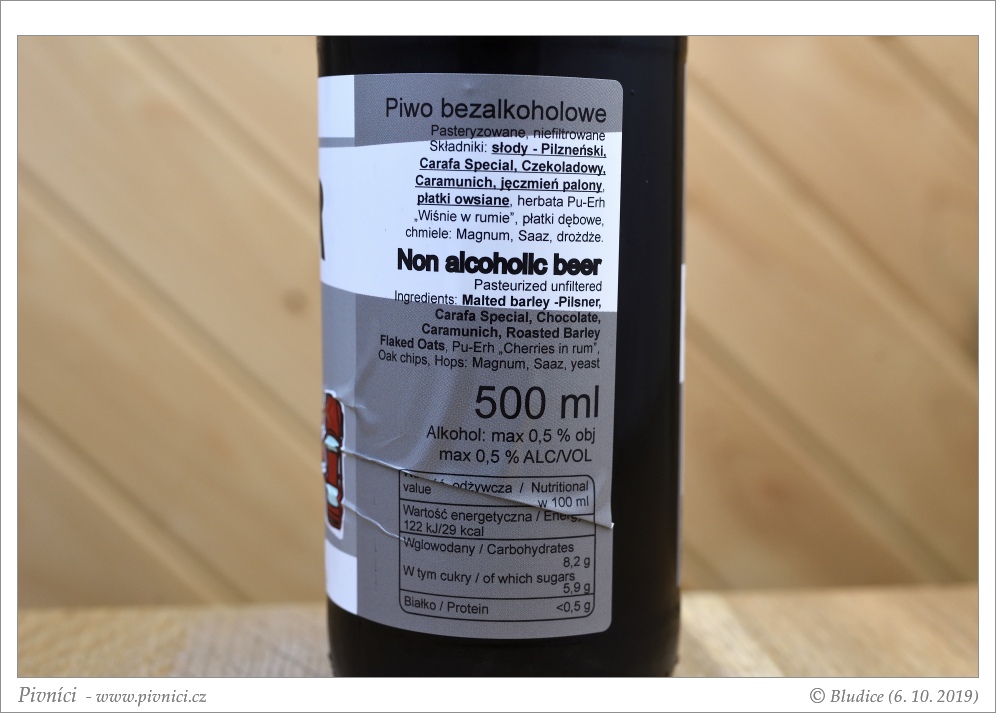 Piwo bezalkoholowe
Pasteryzowane, niefiltrowane
Składniki: słody - Pilzneński,
Carafa Special, Czekoladowy,
Caramunich, jęczmień palony,
płatki owsiane, herbata Pu-Erh
„Wiśnie w rumie”, płatki dębowe,
chmiele: Magnum, Saaz, drożdże.
Non alcoholic beer
Pasteurized unfiltered
Ingredients: Malted barley -Pilsner,
Carafa Special, Chocolate,
Caramunich, Roasted Barley
Flaked Oats, Pu-Erh „Cherries in rum”,
Oak chips, Hops: Magnum, Saaz, yeast
500 ml
Alkohol: max 0,5 % obj
max 0,5 % ALC/VOL
odżywcza / Nutritional
value
w 100 ml
Wartość energetyczna /
122 kJ/29 kcal
Węglowodany / Carbohydrates
8,2 g
W tym cukry / of which sugars
5,9 g
Białko / Protein <0,5 g
Pivníci - www.pivnici.cz
© Bludice (6. 10. 2019)